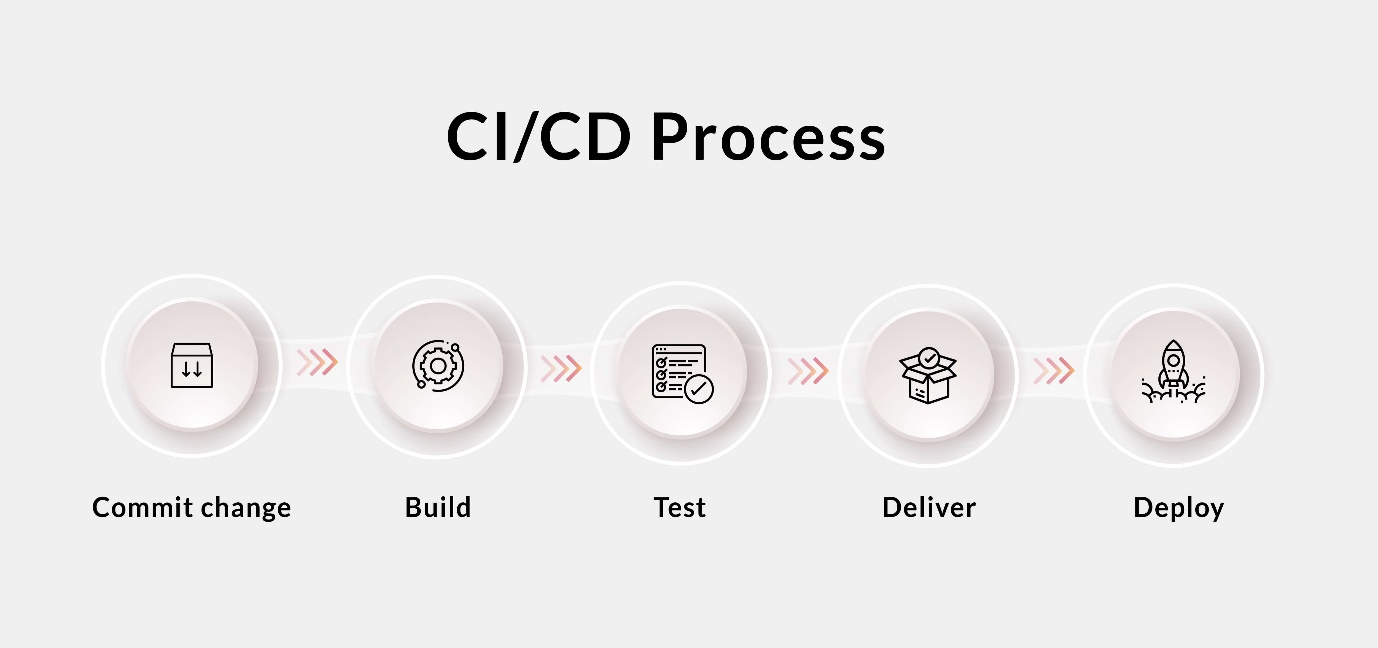 CI/CD Process
Commit change
Build
Test
Deliver
Deploy